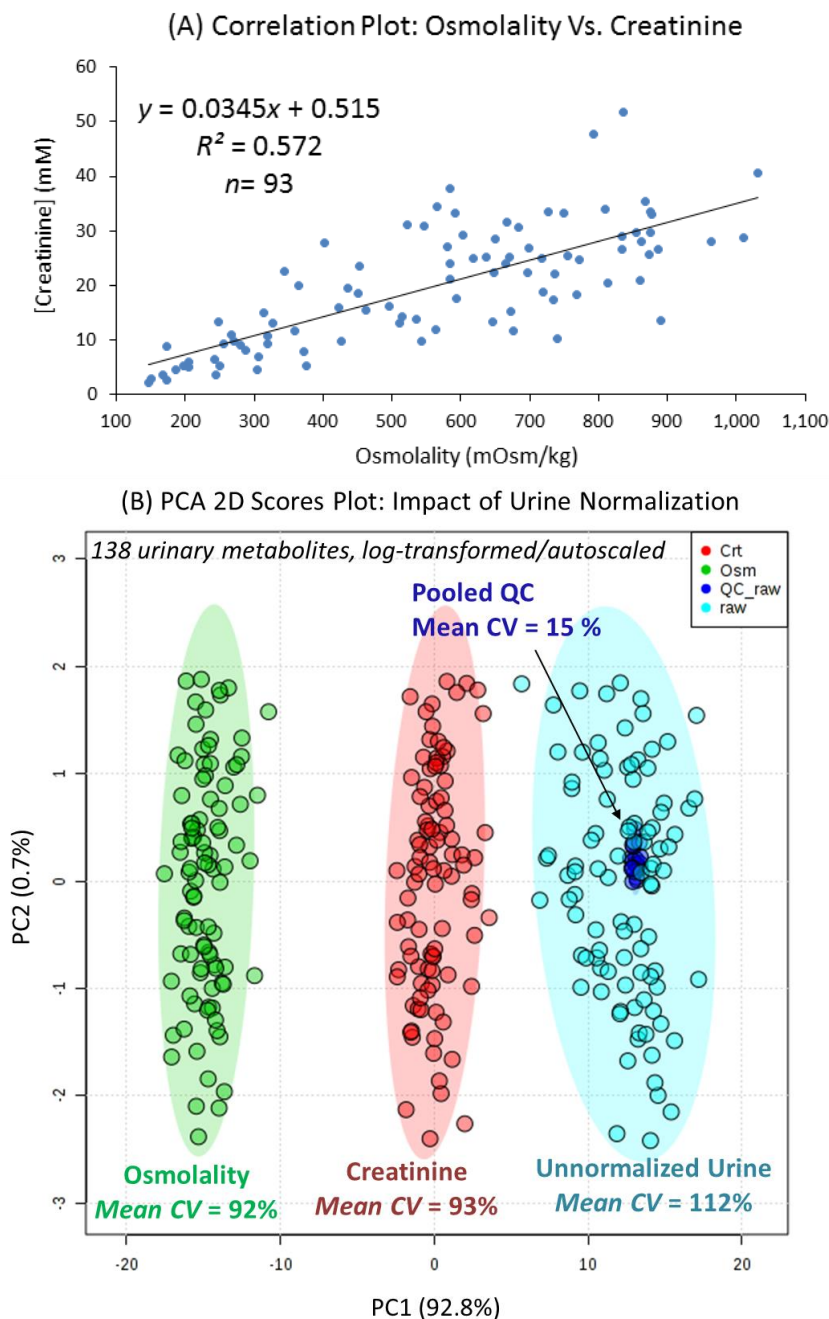 (A) Correlation Plot: Osmolality Vs. Creatinine
60
50
40
30
20
10
0
y = 0.0345x + 0.515
R² = 0.572
n= 93
[Creatinine] (mM)
100 200 300 400 500 600 700 800 900 1,000 1,100
Osmolality (mOsm/kg)
(B) PCA 2D Scores Plot: Impact of Urine Normalization
138 urinary metabolites, log-transformed/autoscaled
Crt
Osm
QC_raw
raw
Pooled QC
Mean CV = 15 %
3
2
1
0
-1
-2
-3
PC2 (0.7%)
Osmolality
Mean CV = 92%
Creatinine
Mean CV = 93%
Unnormalized Urine
Mean CV = 112%
-20 -10 0 10 20
PC1 (92.8%)